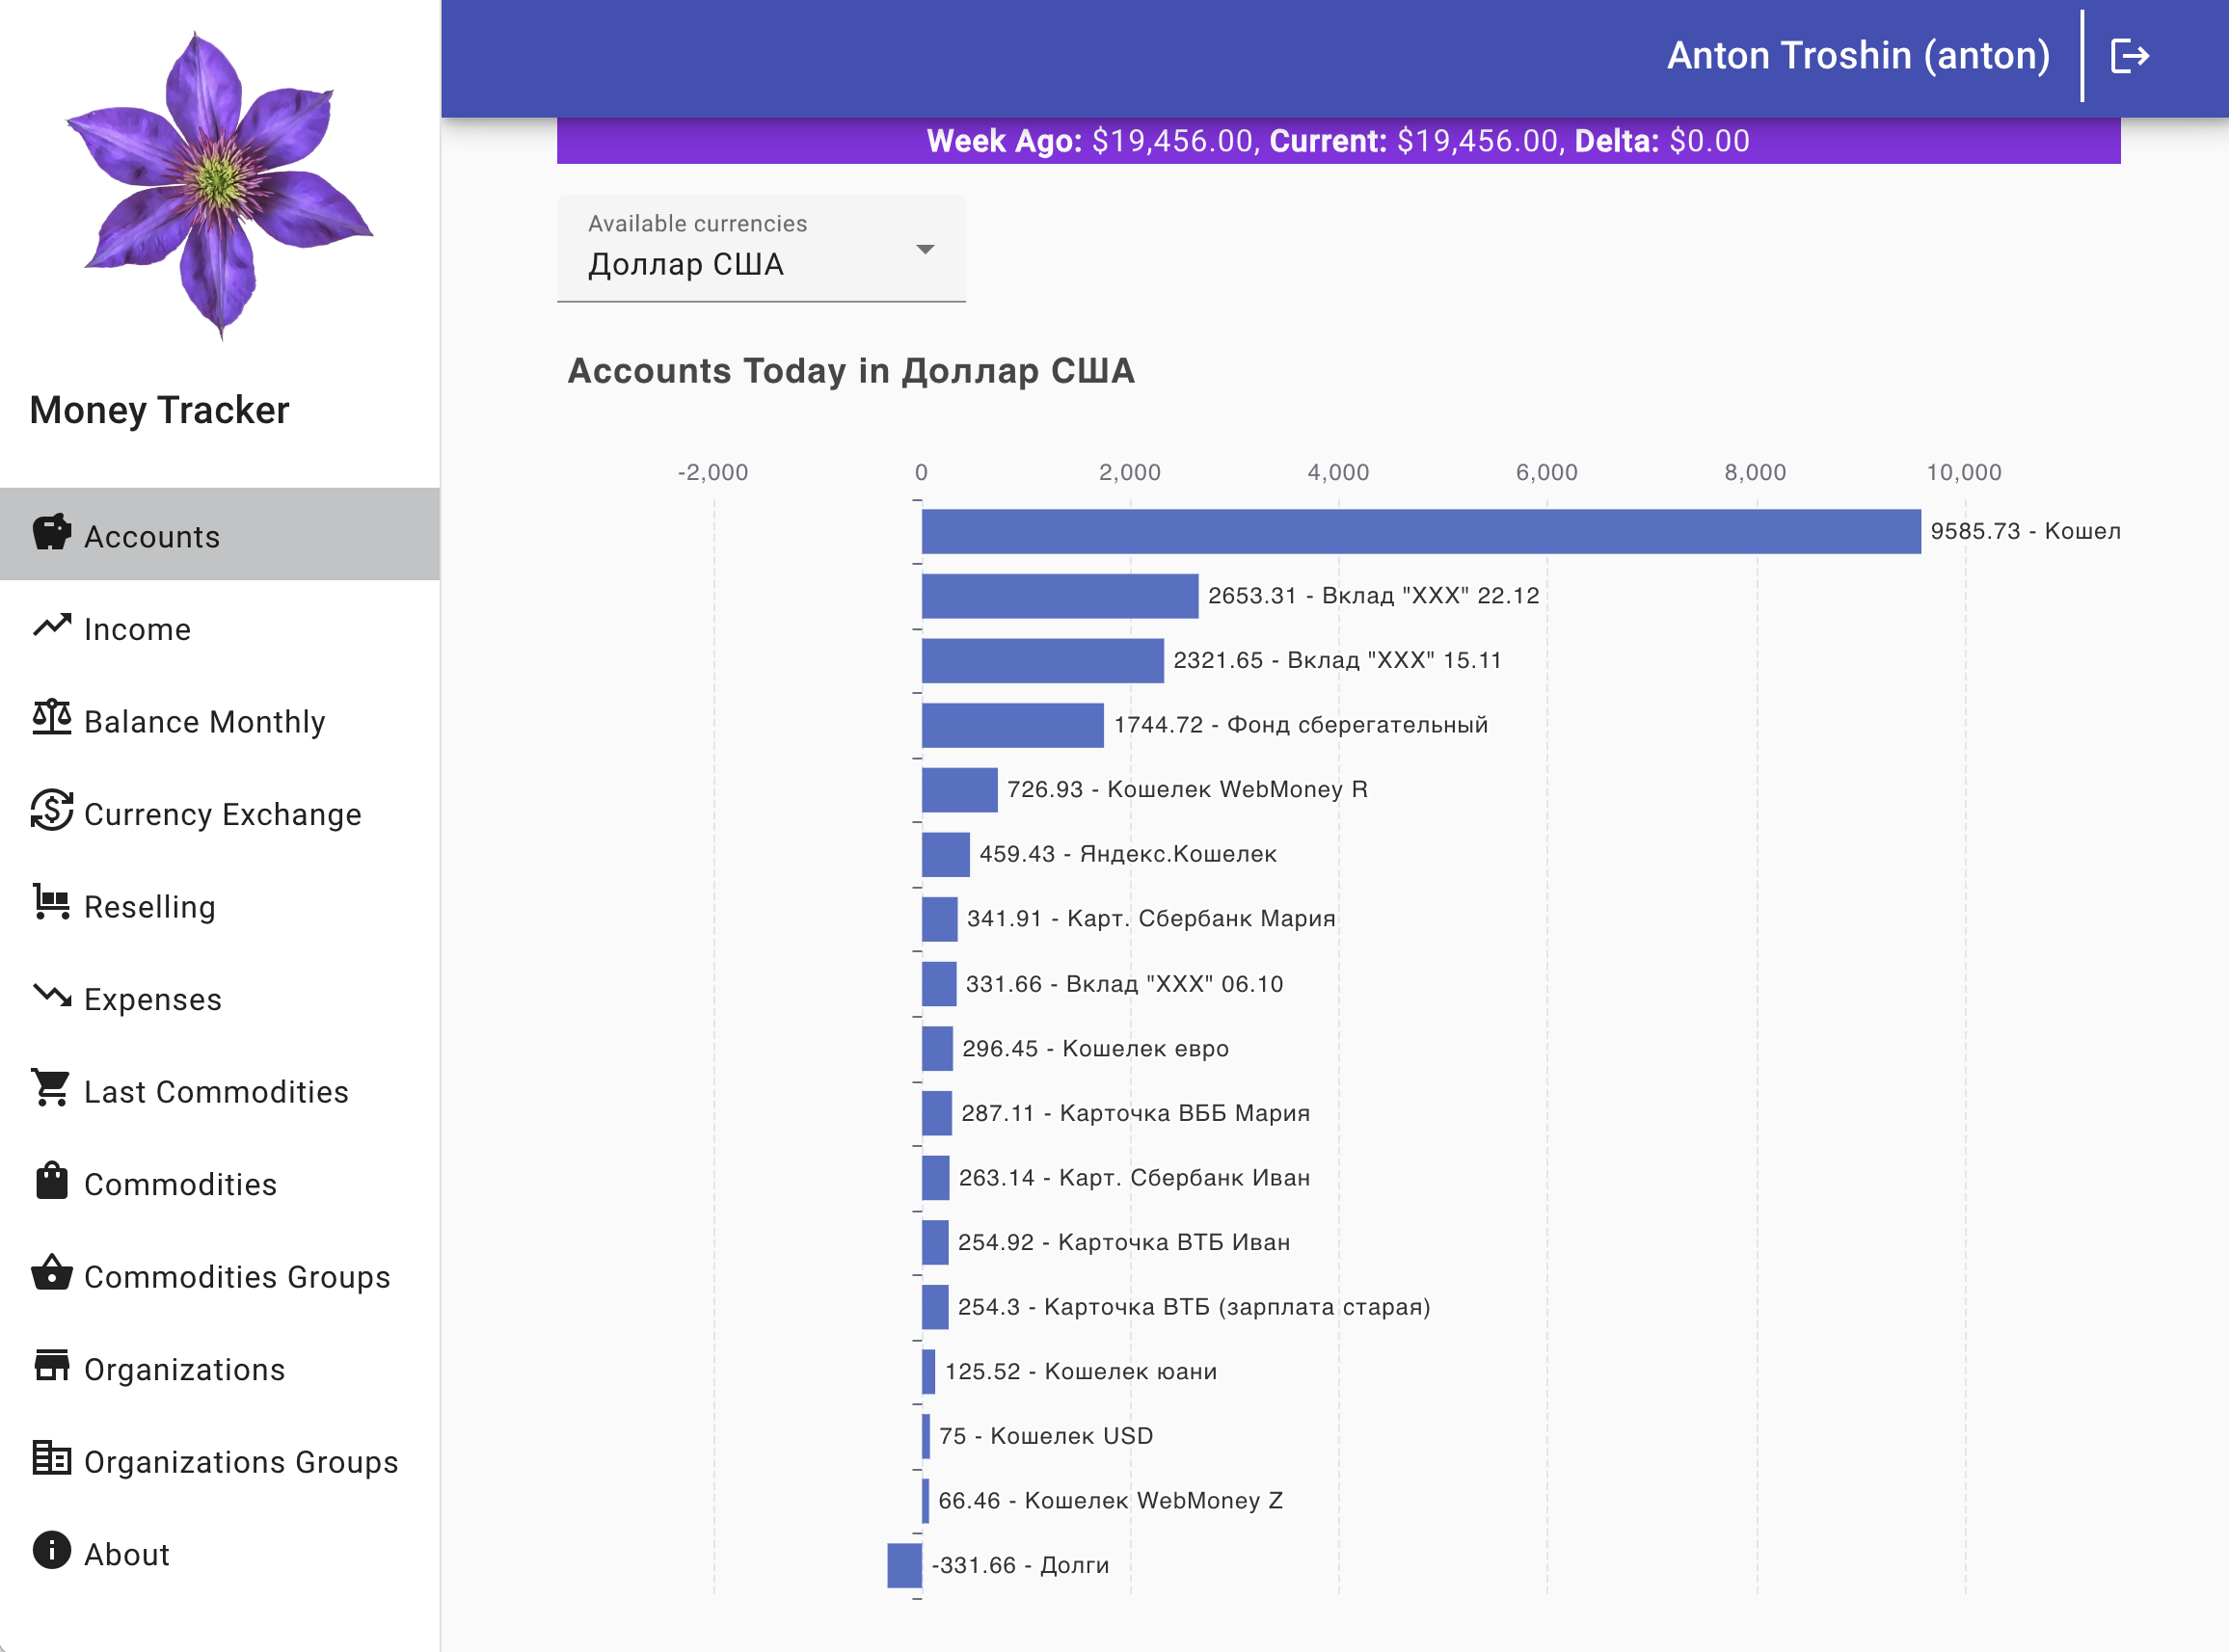 Anton Troshin (anton)
Week Ago: $19,456.00, Current: $19,456.00, Delta: $0.00
Available currencies
Доллар США
Accounts Today in Доллар США
Money Tracker
Accounts
Income
Balance Monthly
Currency Exchange
Reselling
Expenses
Last Commodities
Commodities
Commodities Groups
Organizations
Organizations Groups
About
-2,000 0 2,000 4,000 6,000 8,000 10,000
9585.73 - Кошел
2653.31 - Вклад "XXX" 22.12
2321.65 - Вклад "XXX" 15.11
1744.72 - Фонд сберегательный
726.93 - Кошелек WebMoney R
459.43 - Яндекс.Кошелек
341.91 - Карт. Сбербанк Мария
331.66 - Вклад "XXX" 06.10
296.45 - Кошелек евро
287.11 - Карточка ВББ Мария
263.14 - Карт. Сбербанк Иван
254.92 - Карточка ВТБ Иван
254.3 - Карточка ВТБ (зарплата старая)
125.52 - Кошелек юани
75 - Кошелек USD
66.46 - Кошелек WebMoney Z
-331.66 - Долги